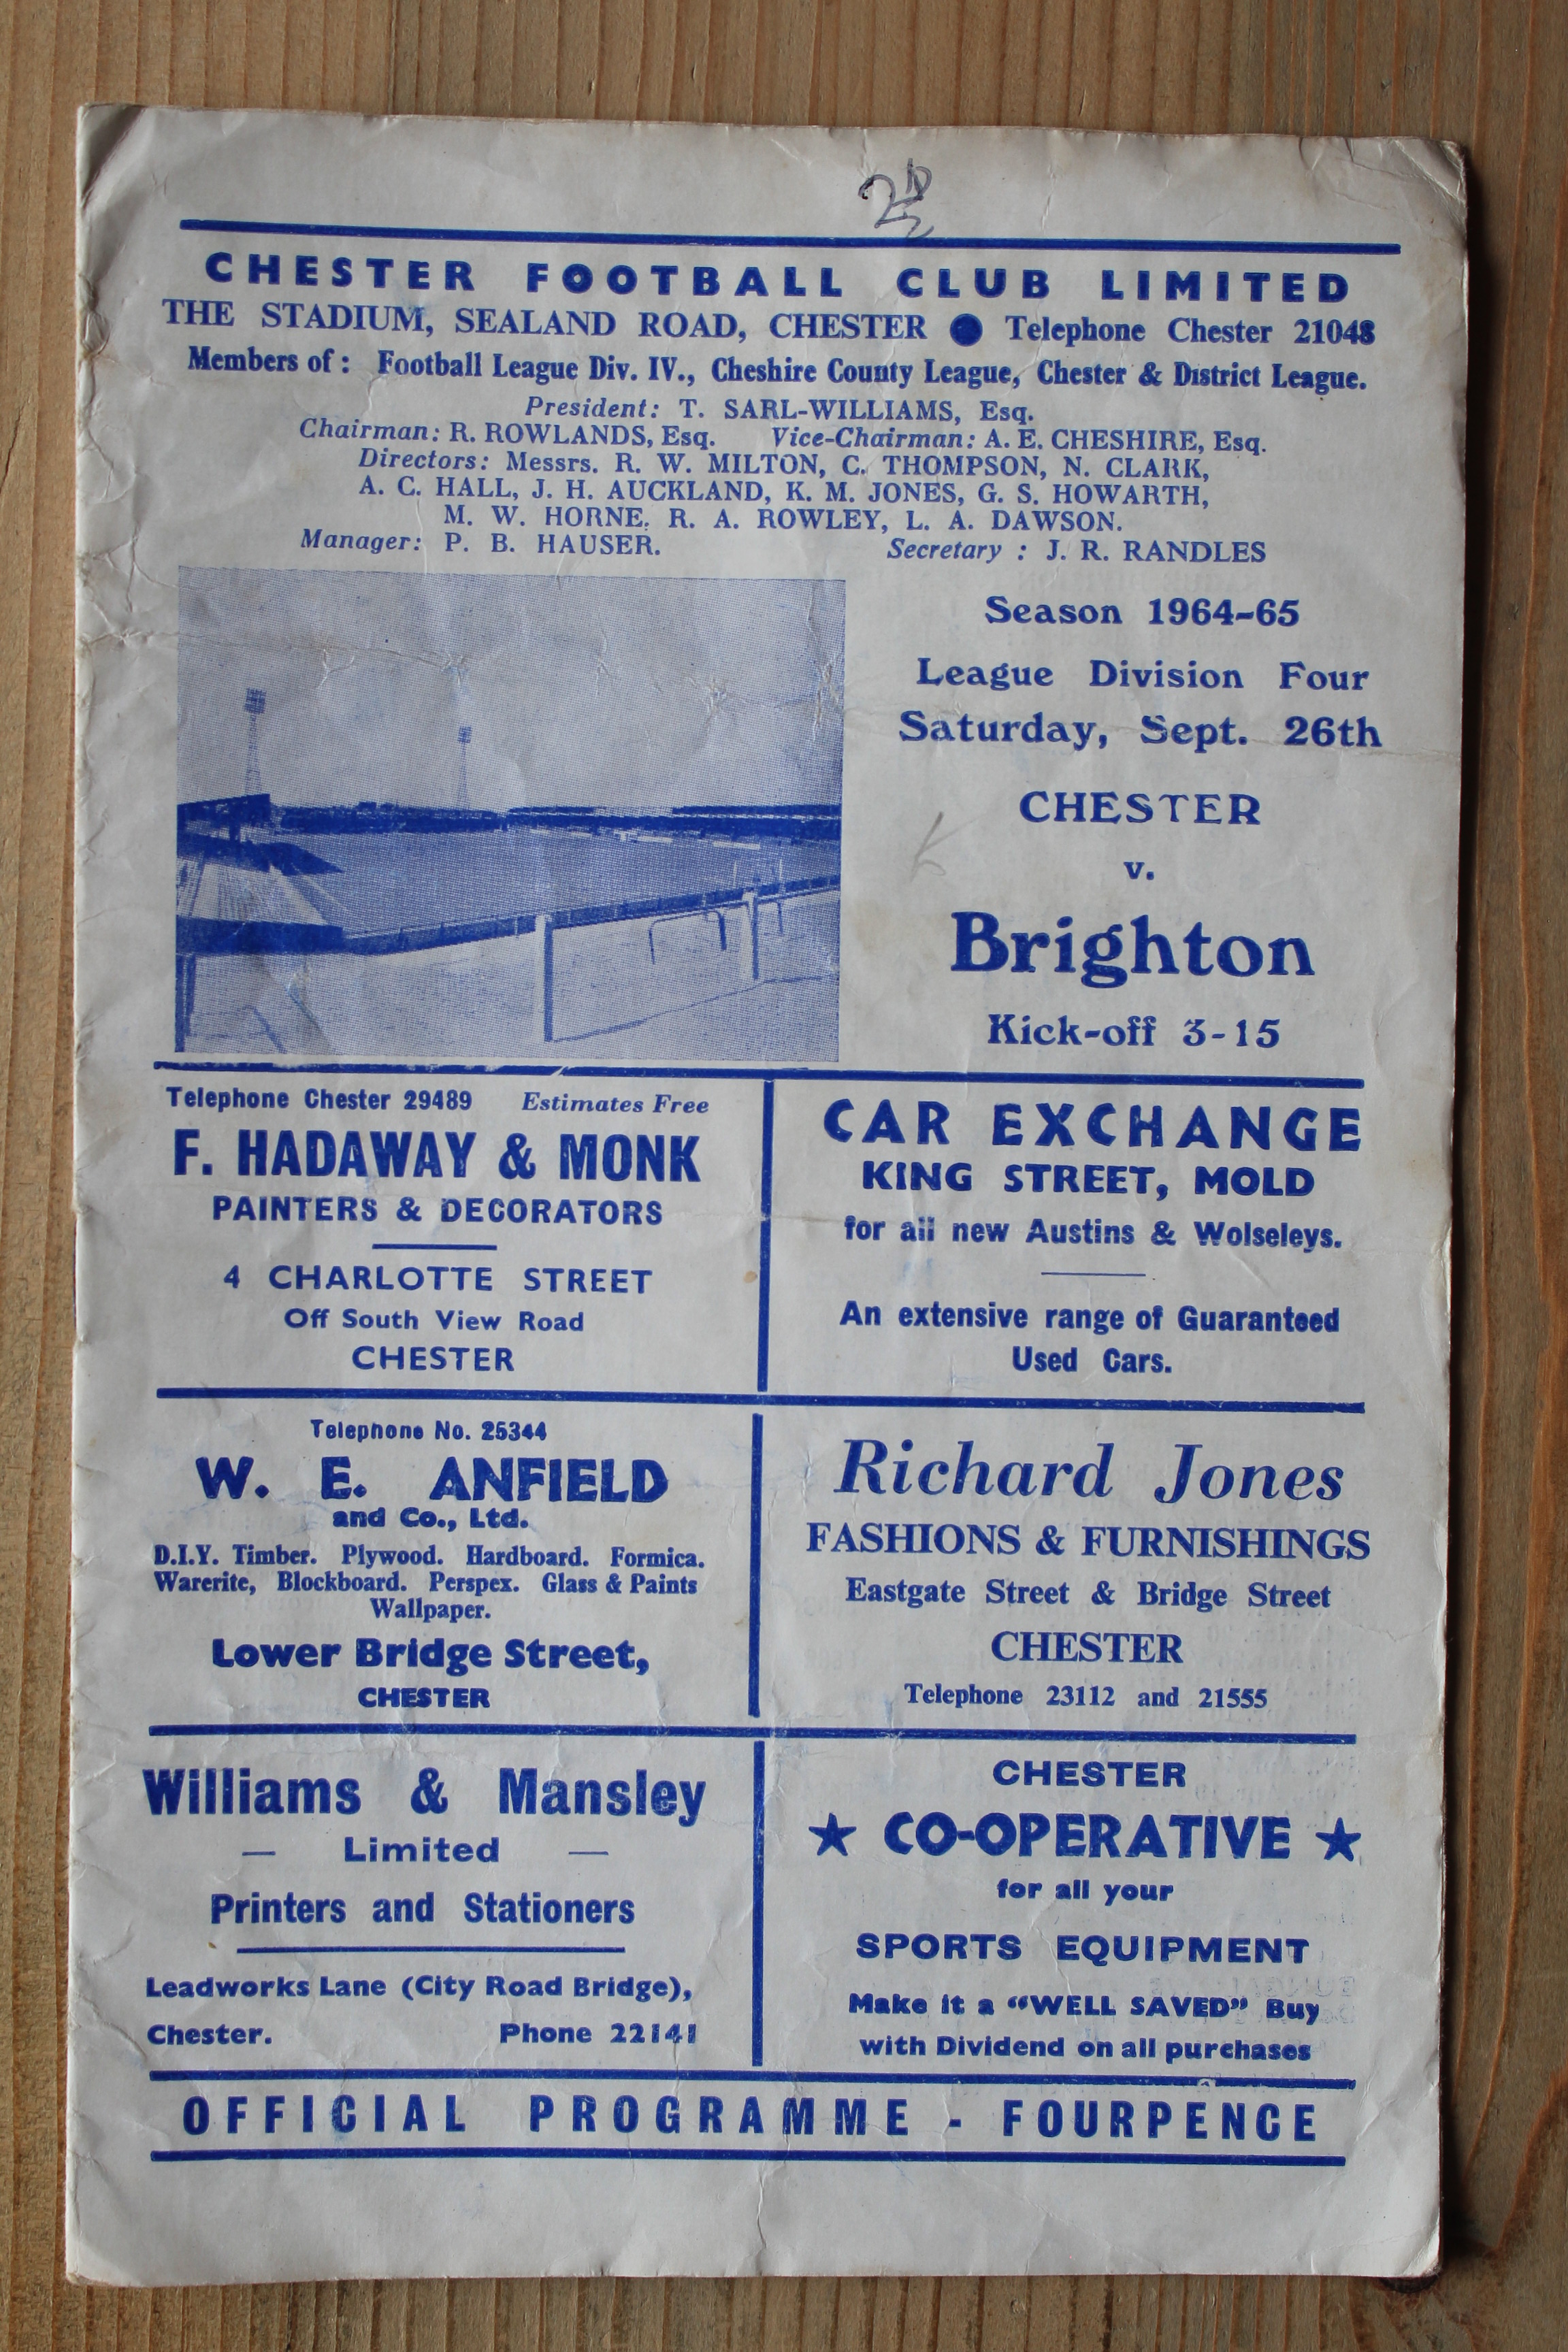 CHESTER FOOTBALL CLUB LIMITED
THE STADIUM, SEALAND ROAD, CHESTER ● Telephone Chester 21048
Members of : Football League Div. IV., Cheshire County League, Chester & District League.
President: T. SARL-WILLIAMS, Esq.
Chairman: R. ROWLANDS, Esq. Vice-Chairman: A. E. CHESHIRE, Esq.
Directors: Messrs. R. W. MILTON, C. THOMPSON, N. CLARK,
A. C. HALL, J. H. AUCKLAND, K. M. JONES, G. S. HOWARTH,
M. W. HORNE, R. A. ROWLEY, L. A. DAWSON.
Manager: P. B. HAUSER. Secretary : J. R. RANDLES
Season 1964-65
League Division Four
Saturday, Sept. 26th
CHESTER
v.
Brighton
Kick-off 3-15
Telephone Chester 29489 Estimates Free
F. HADAWAY & MONK
PAINTERS & DECORATORS
4 CHARLOTTE STREET
Off South View Road
CHESTER
CAR EXCHANGE
KING STREET, MOLD
for all new Austins & Wolseleys.
An extensive range of Guaranteed
Used Cars.
Telephone No. 25344
W. E. ANFIELD
and Co., Ltd.
D.I.Y. Timber. Plywood. Hardboard. Formica.
Warerite, Blockboard. Perspex. Glass & Paints
Wallpaper.
Lower Bridge Street,
CHESTER
Richard Jones
FASHIONS & FURNISHINGS
Eastgate Street & Bridge Street
CHESTER
Telephone 23112 and 21555
Williams & Mansley
— Limited —
Printers and Stationers
Leadworks Lane (City Road Bridge),
Chester. Phone 22141
CHESTER
★ CO-OPERATIVE ★
for all your
SPORTS EQUIPMENT
Make it a "WELL SAVED" Buy
with Dividend on all purchases
OFFICIAL PROGRAMME - FOURPENCE